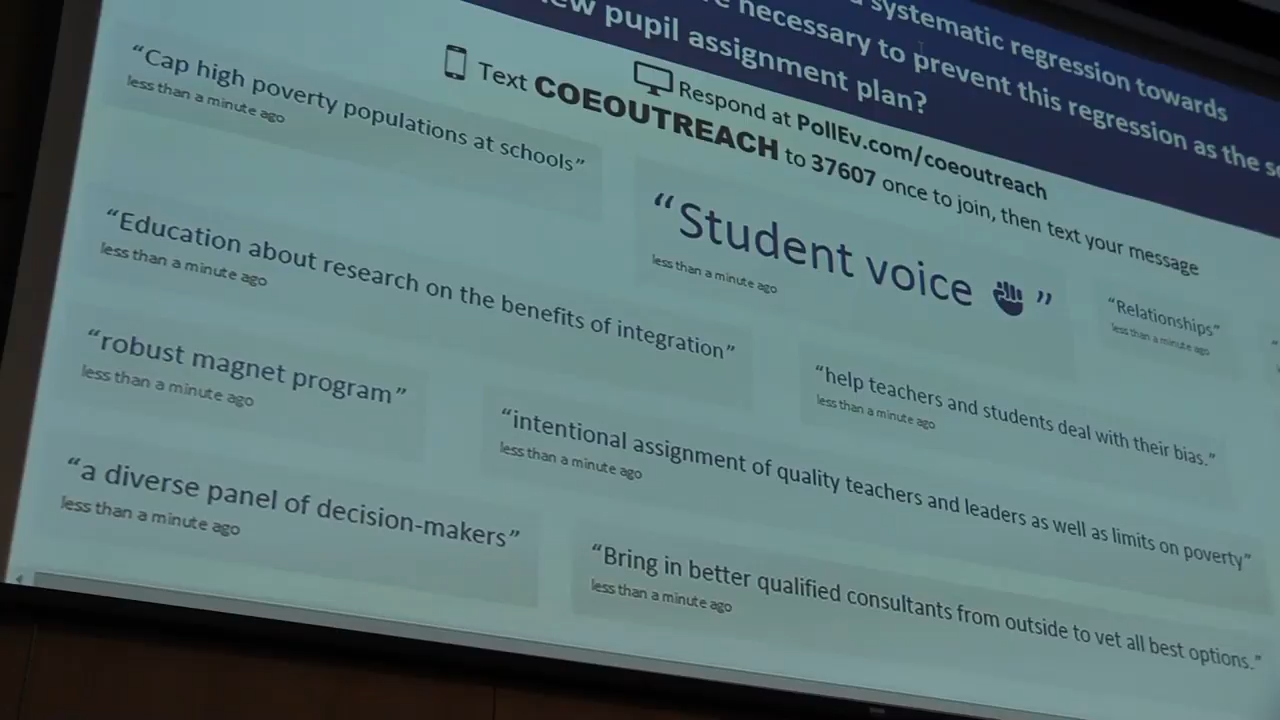 systematic regression towards
necessary to prevent this regression as the
pupil assignment plan?
Respond at PollEv.com/coeoutreach
Text COEOUTREACH to 37607 once to join, then text your message
“Cap high poverty populations at schools”
less than a minute ago
“Student voice ✊”
less than a minute ago
“Relationships”
less than a minute ago
“Education about research on the benefits of integration”
less than a minute ago
“help teachers and students deal with their bias.”
less than a minute ago
“robust magnet program”
less than a minute ago
“intentional assignment of quality teachers and leaders as well as limits on poverty”
less than a minute ago
“a diverse panel of decision-makers”
less than a minute ago
“Bring in better qualified consultants from outside to vet all best options.”
less than a minute ago